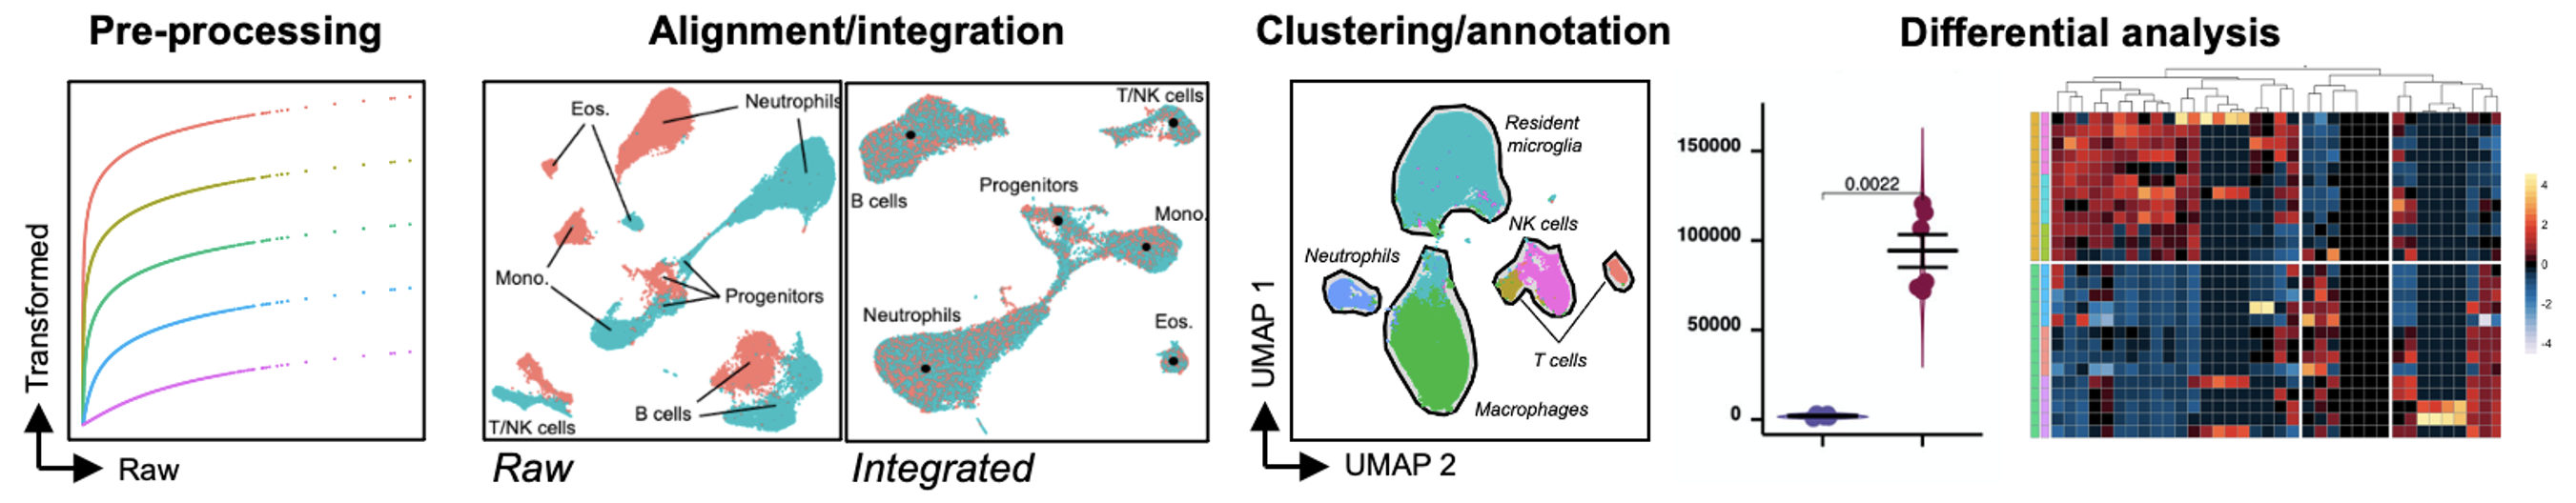 Pre-processing
Alignment/integration
Clustering/annotation
Differential analysis
Transformed
Raw
Eos.
Neutrophils
Mono.
Progenitors
B cells
T/NK cells
Raw
T/NK cells
B cells
Progenitors
Mono.
Neutrophils
Eos.
Integrated
Resident
microglia
NK cells
Neutrophils
T cells
Macrophages
UMAP 1
UMAP 2
150000
100000
50000
0
0.0022
4
2
0
-2
-4